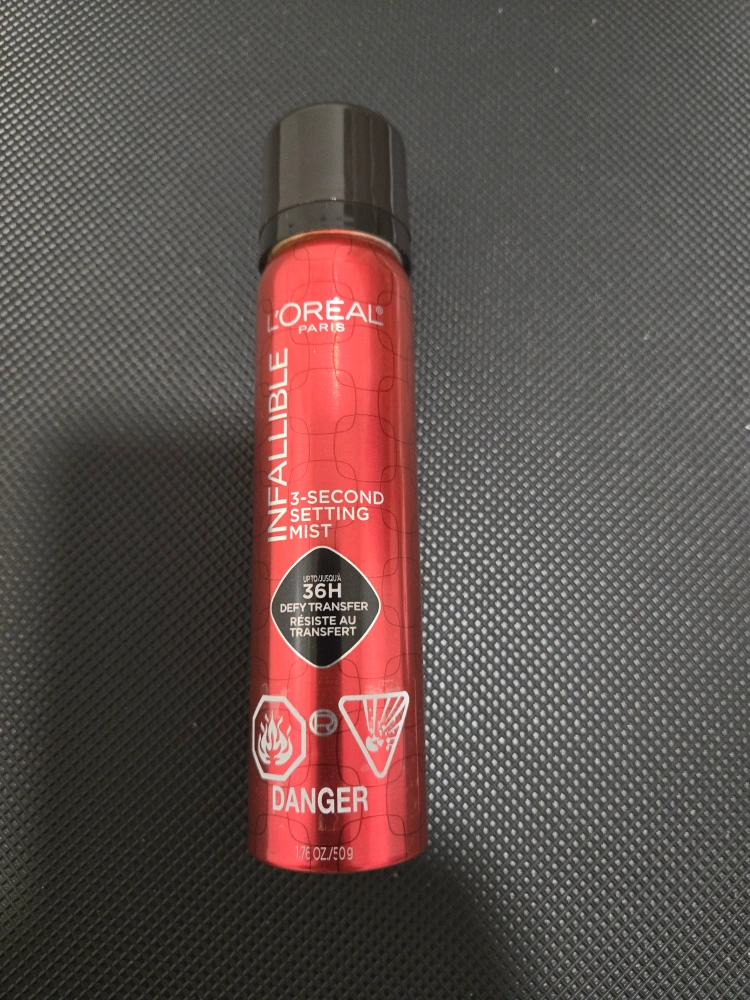 L'ORÉAL®
PARIS
INFALLIBLE
3-SECOND
SETTING
MIST
UP TO/JUSQU'À
36H
DEFY TRANSFER
RÉSISTE AU
TRANSFERT
R
DANGER
1.76 OZ./50 g